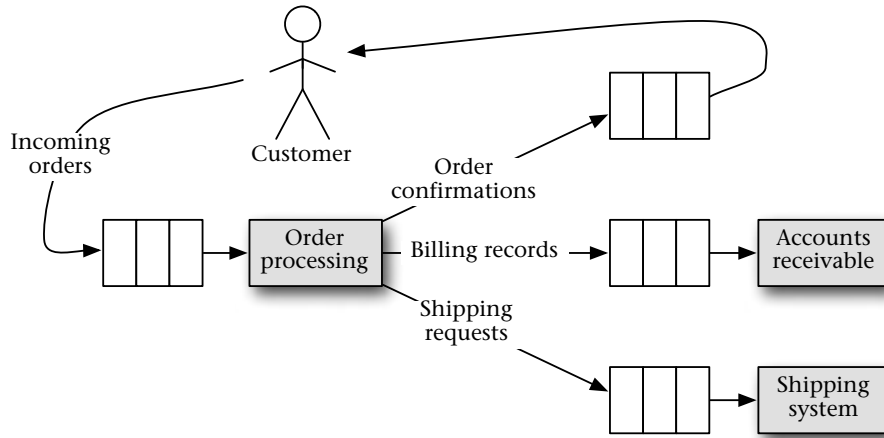 Incoming
orders
Customer
Order
confirmations
Order
processing
Billing records
Accounts
receivable
Shipping
requests
Shipping
system